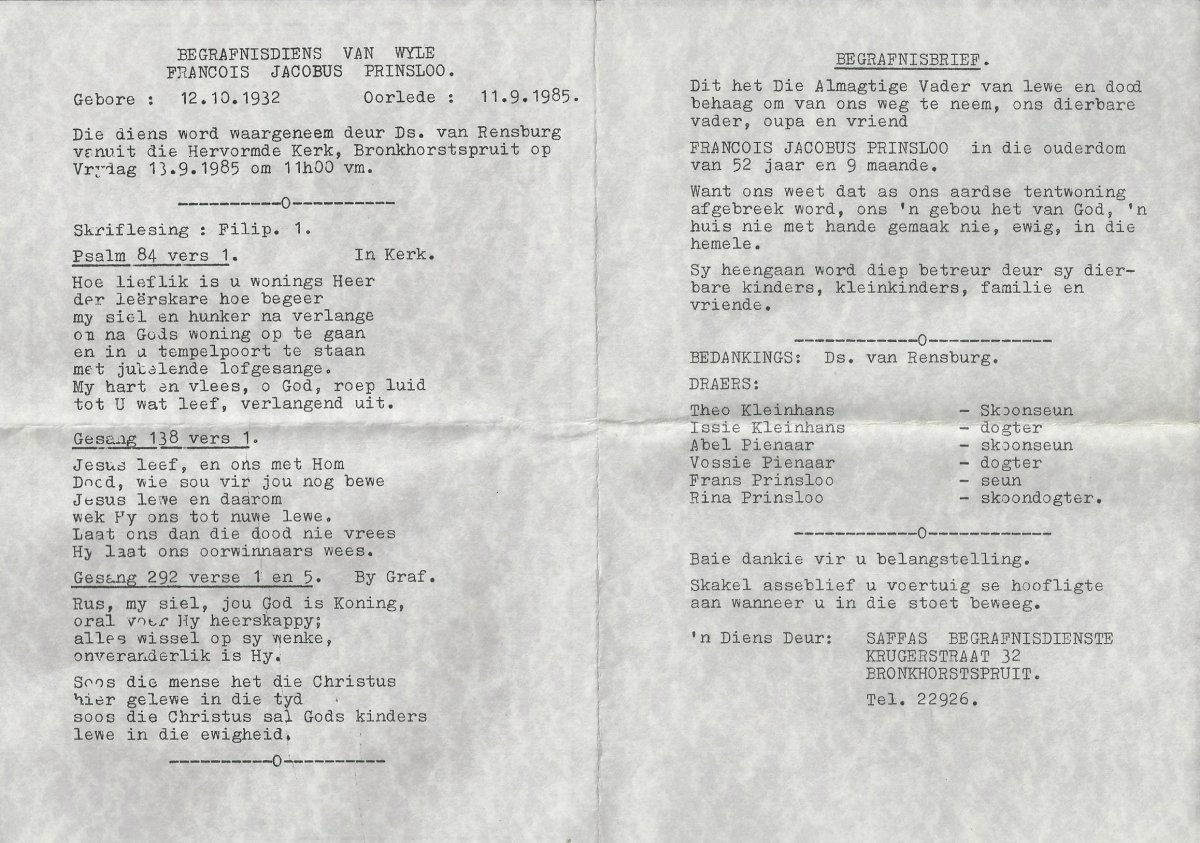 BEGRAFNISDIENS VAN WYLE
FRANCOIS JACOBUS PRINSLOO.
Gebore : 12.10.1932 Oorlede : 11.9.1985.
Die diens word waargeneem deur Ds. van Rensburg
vanuit die Hervormde Kerk, Bronkhorstspruit op
Vrydag 13.9.1985 om 11h00 vm.
----------O----------
Skriflesing : Filip. 1.
Psalm 84 vers 1. In Kerk.
Hoe lieflik is u wonings Heer
der leërskare hoe begeer
my siel en hunker na verlange
om na Gods woning op te gaan
en in u tempelpoort te staan
met jubelende lofgesange.
My hart en vlees, o God, roep luid
tot U wat leef, verlangend uit.
Gesang 138 vers 1.
Jesus leef, en ons met Hom
Dood, wie sou vir jou nog bewe
Jesus lewe en daarom
wek Hy ons tot nuwe lewe.
Laat ons dan die dood nie vrees
Hy laat ons oorwinnaars wees.
Gesang 292 verse 1 en 5. By Graf.
Rus, my siel, jou God is Koning,
oral voer Hy heerskappy;
alles wissel op sy wenke,
onveranderlik is Hy.
Soos die mense het die Christus
hier gelewe in die tyd
soos die Christus sal Gods kinders
lewe in die ewigheid.
----------O----------
BEGRAFNISBRIEF.
Dit het Die Almagtige Vader van lewe en dood
behaag om van ons weg te neem, ons dierbare
vader, oupa en vriend
FRANCOIS JACOBUS PRINSLOO in die ouderdom
van 52 jaar en 9 maande.
Want ons weet dat as ons aardse tentwoning
afgebreek word, ons 'n gebou het van God, 'n
huis nie met hande gemaak nie, ewig, in die
hemele.
Sy heengaan word diep betreur deur sy dier-
bare kinders, kleinkinders, familie en
vriende.
------------O------------
BEDANKINGS: Ds. van Rensburg.
DRAERS:
Theo Kleinhans - Skoonseun
Issie Kleinhans - dogter
Abel Pienaar - skoonseun
Vossie Pienaar - dogter
Frans Prinsloo - seun
Rina Prinsloo - skoondogter.
------------O------------
Baie dankie vir u belangstelling.
Skakel asseblief u voertuig se hoofligte
aan wanneer u in die stoet beweeg.
'n Diens Deur: SAFFAS BEGRAFNISDIENSTE
KRUGERSTRAAT 32
BRONKHORSTSPRUIT.
Tel. 22926.